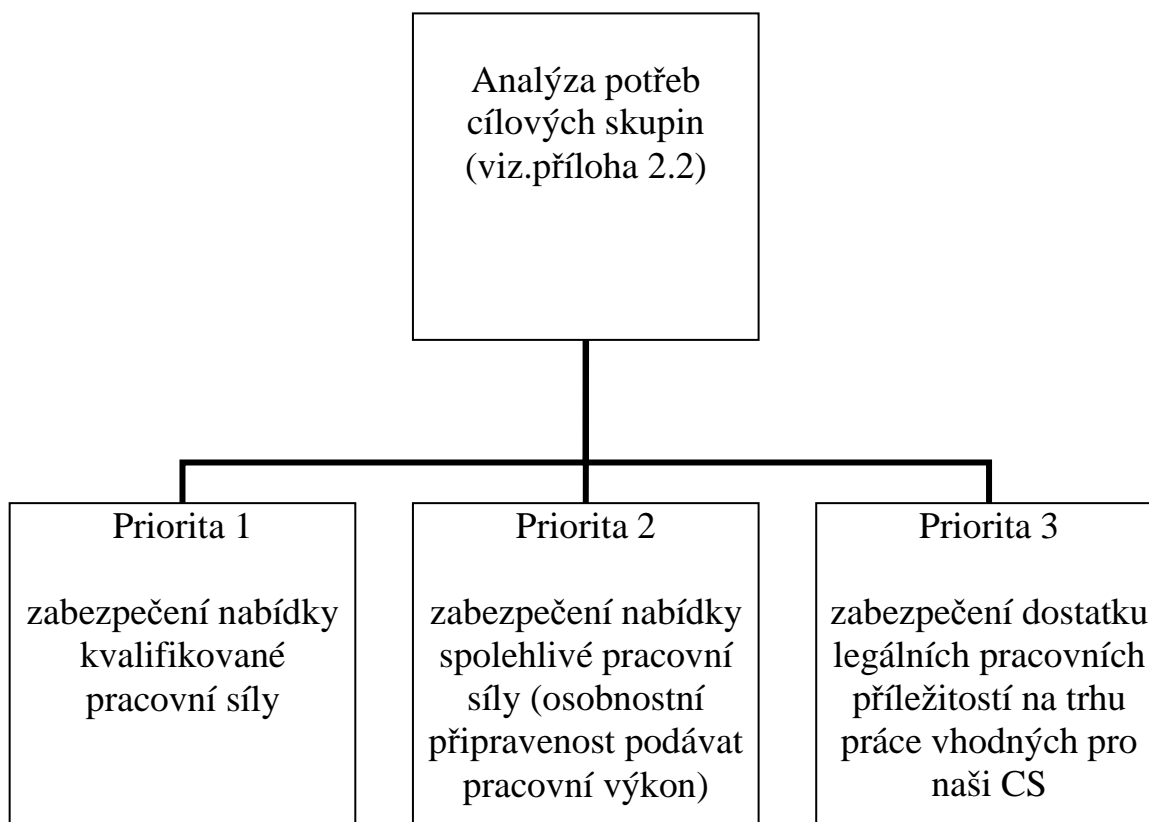 Analýza potřeb
cílových skupin
(viz.příloha 2.2)
Priorita 1
zabezpečení nabídky
kvalifikované
pracovní síly
Priorita 2
zabezpečení nabídky
spolehlivé pracovní
síly (osobnostní
připravenost podávat
pracovní výkon)
Priorita 3
zabezpečení dostatku
legálních pracovních
příležitostí na trhu
práce vhodných pro
naši CS